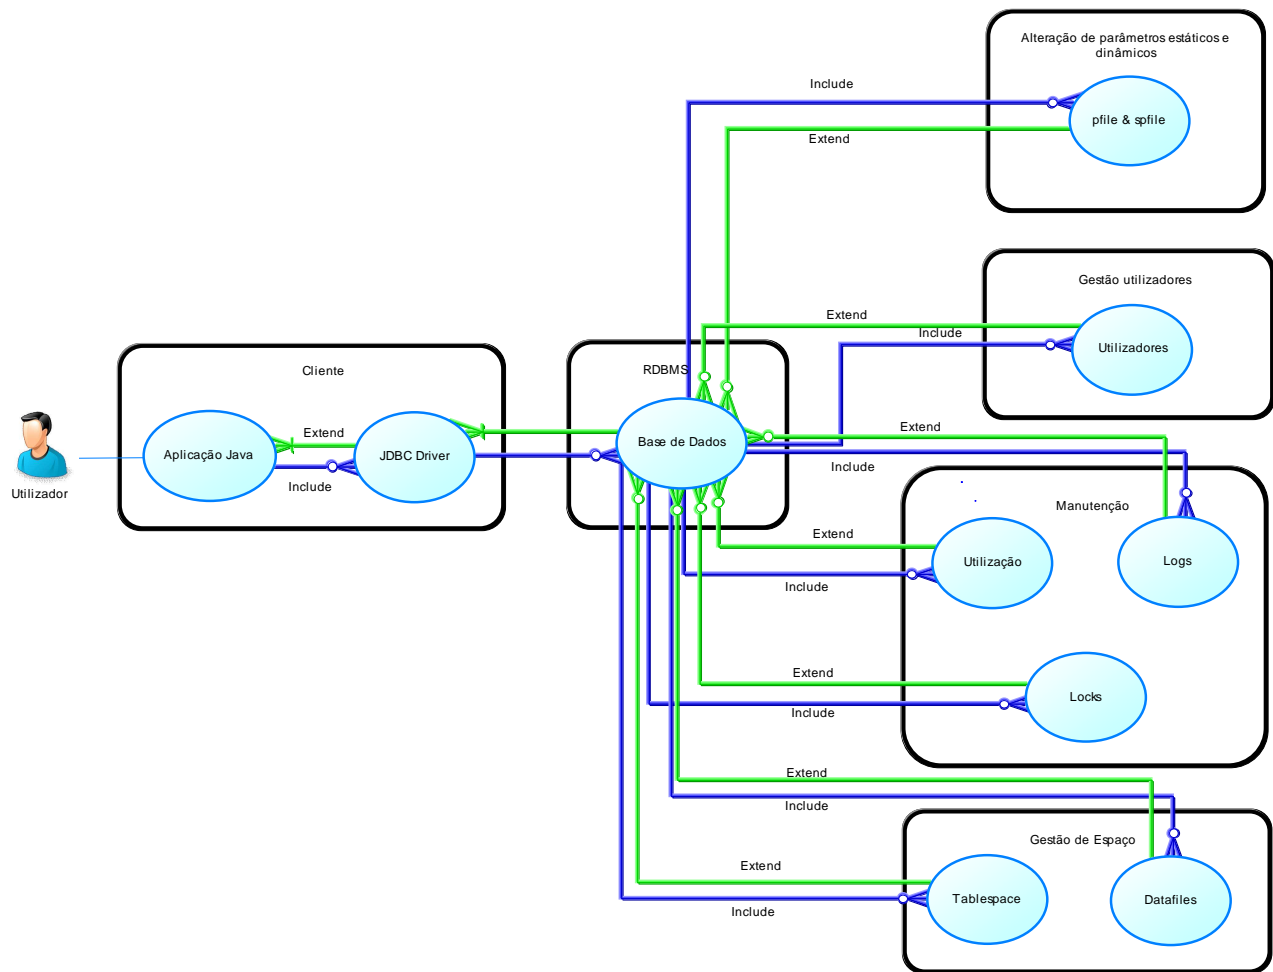 Alteração de parâmetros estáticos e
dinâmicos
Include
pfile & spfile
Extend
Gestão utilizadores
Extend
Include
Utilizadores
Cliente
RDBMS
Extend
Aplicação Java
JDBC Driver
Include
Base de Dados
Utilizador
Extend
Include
Manutenção
Extend
Utilização
Logs
Include
Extend
Locks
Include
Extend
Include
Gestão de Espaço
Extend
Tablespace
Datafiles
Include